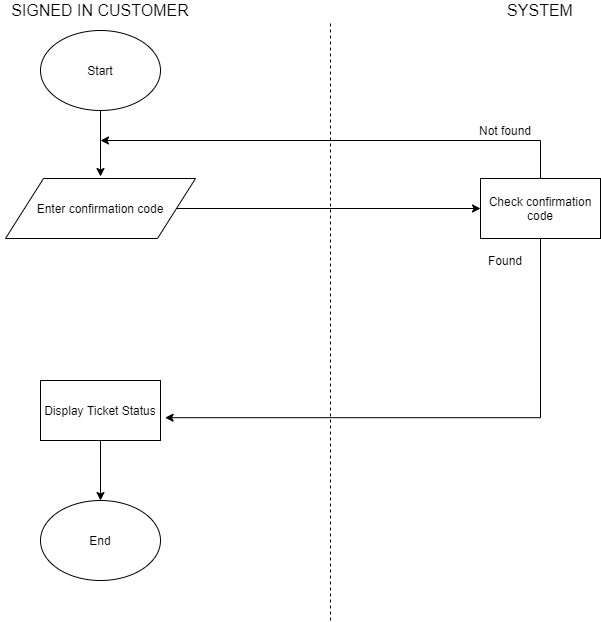 SIGNED IN CUSTOMER
SYSTEM
Start
Not found
Enter confirmation code
Check confirmation
code
Found
Display Ticket Status
End